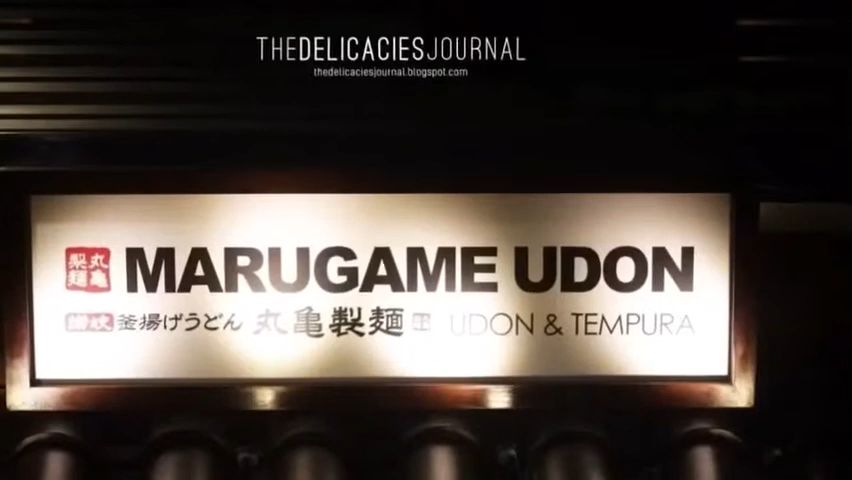 THEDELICACIESJOURNAL
thedelicaciesjournal.blogspot.com
丸亀製麺 MARUGAME UDON
讃岐 釜揚げうどん 丸亀製麺 UDON & TEMPURA